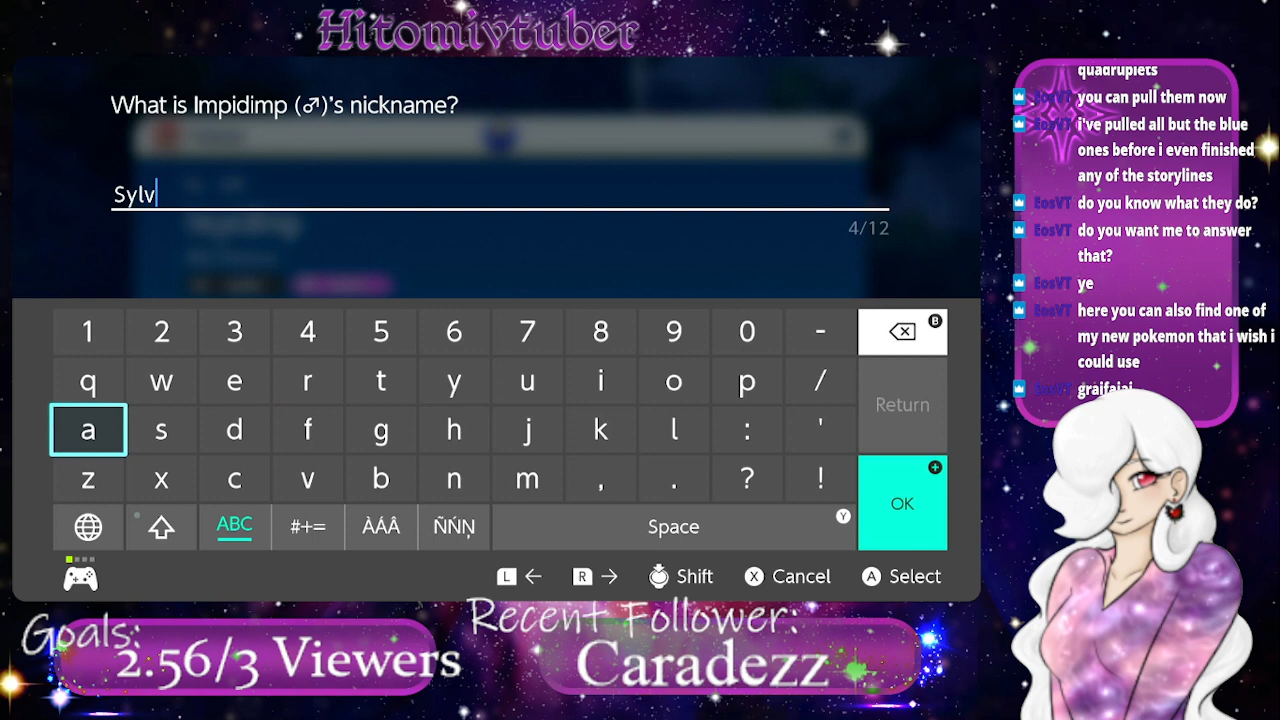 Hitomivtuber
What is Impidimp (♂)'s nickname?
Sylv
4/12
1 2 3 4 5 6 7 8 9 0 -
q w e r t y u i o p /
Return
a s d f g h j k l : '
z x c v b n m , . ? !
OK
ABC #+= ÀÁÂ ÑŃŅ Space
L ← R → Shift X Cancel A Select
quadruplets
EosVT you can pull them now
EosVT i've pulled all but the blue
ones before i even finished
any of the storylines
EosVT do you know what they do?
EosVT do you want me to answer
that?
EosVT ye
EosVT here you can also find one of
my new pokemon that i wish i
could use
EosVT graifaiai
Goals:
2.56/3 Viewers
Recent Follower:
Caradezz